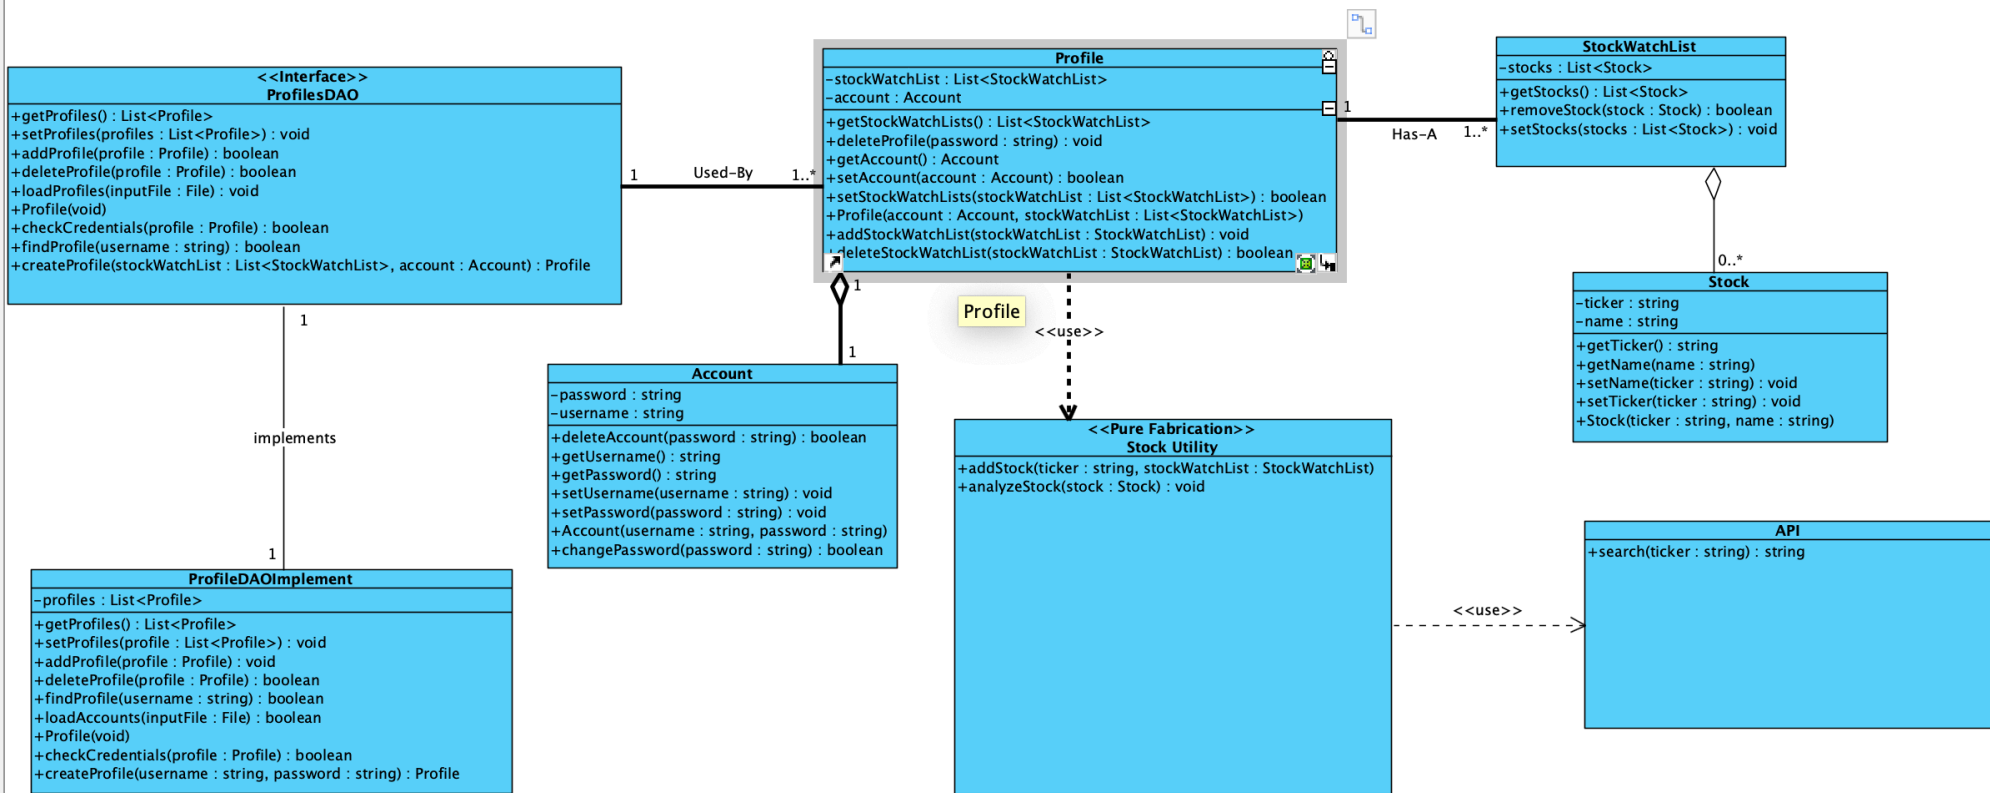 <<Interface>>
ProfilesDAO
+getProfiles() : List<Profile>
+setProfiles(profiles : List<Profile>) : void
+addProfile(profile : Profile) : boolean
+deleteProfile(profile : Profile) : boolean
+loadProfiles(inputFile : File) : void
+Profile(void)
+checkCredentials(profile : Profile) : boolean
+findProfile(username : string) : boolean
+createProfile(stockWatchList : List<StockWatchList>, account : Account) : Profile
1
Used-By
1..*
Profile
-stockWatchList : List<StockWatchList>
-account : Account
+getStockWatchLists() : List<StockWatchList>
+deleteProfile(password : string) : void
+getAccount() : Account
+setAccount(account : Account) : boolean
+setStockWatchLists(stockWatchList : List<StockWatchList>) : boolean
+Profile(account : Account, stockWatchList : List<StockWatchList>)
+addStockWatchList(stockWatchList : StockWatchList) : void
deleteStockWatchList(stockWatchList : StockWatchList) : boolean
1
Has-A
1..*
StockWatchList
-stocks : List<Stock>
+getStocks() : List<Stock>
+removeStock(stock : Stock) : boolean
+setStocks(stocks : List<Stock>) : void
0..*
Stock
-ticker : string
-name : string
+getTicker() : string
+getName(name : string)
+setName(ticker : string) : void
+setTicker(ticker : string) : void
+Stock(ticker : string, name : string)
1
Profile
<<use>>
1
1
implements
1
Account
-password : string
-username : string
+deleteAccount(password : string) : boolean
+getUsername() : string
+getPassword() : string
+setUsername(username : string) : void
+setPassword(password : string) : void
+Account(username : string, password : string)
+changePassword(password : string) : boolean
<<Pure Fabrication>>
Stock Utility
+addStock(ticker : string, stockWatchList : StockWatchList)
+analyzeStock(stock : Stock) : void
<<use>>
API
+search(ticker : string) : string
ProfileDAOImplement
-profiles : List<Profile>
+getProfiles() : List<Profile>
+setProfiles(profile : List<Profile>) : void
+addProfile(profile : Profile) : void
+deleteProfile(profile : Profile) : boolean
+findProfile(username : string) : boolean
+loadAccounts(inputFile : File) : boolean
+Profile(void)
+checkCredentials(profile : Profile) : boolean
+createProfile(username : string, password : string) : Profile